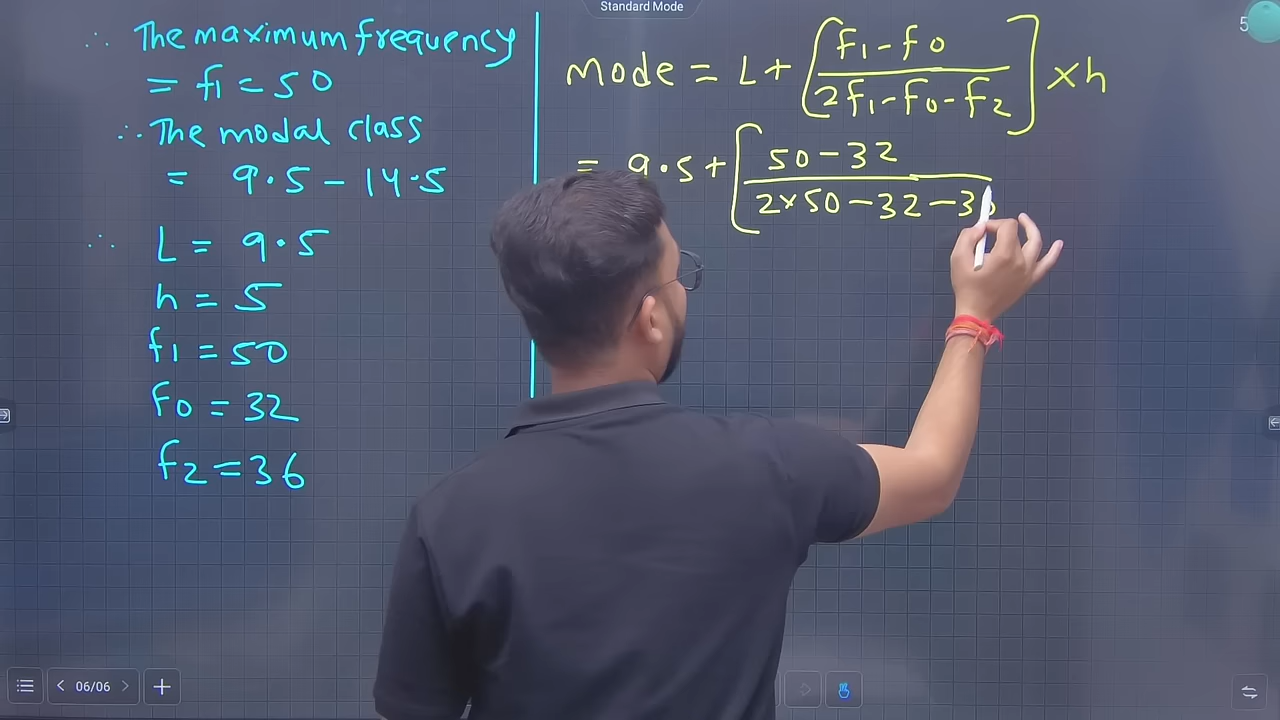 Standard Mode
5
∴ The maximum frequency
= f1 = 50
∴ The modal class
= 9.5 - 14.5
∴ L = 9.5
h = 5
f1 = 50
f0 = 32
f2 = 36
mode = L + [f1 - f0 / 2f1 - f0 - f2] × h
= 9.5 + [50 - 32 / 2×50 - 32 - 36
06/06